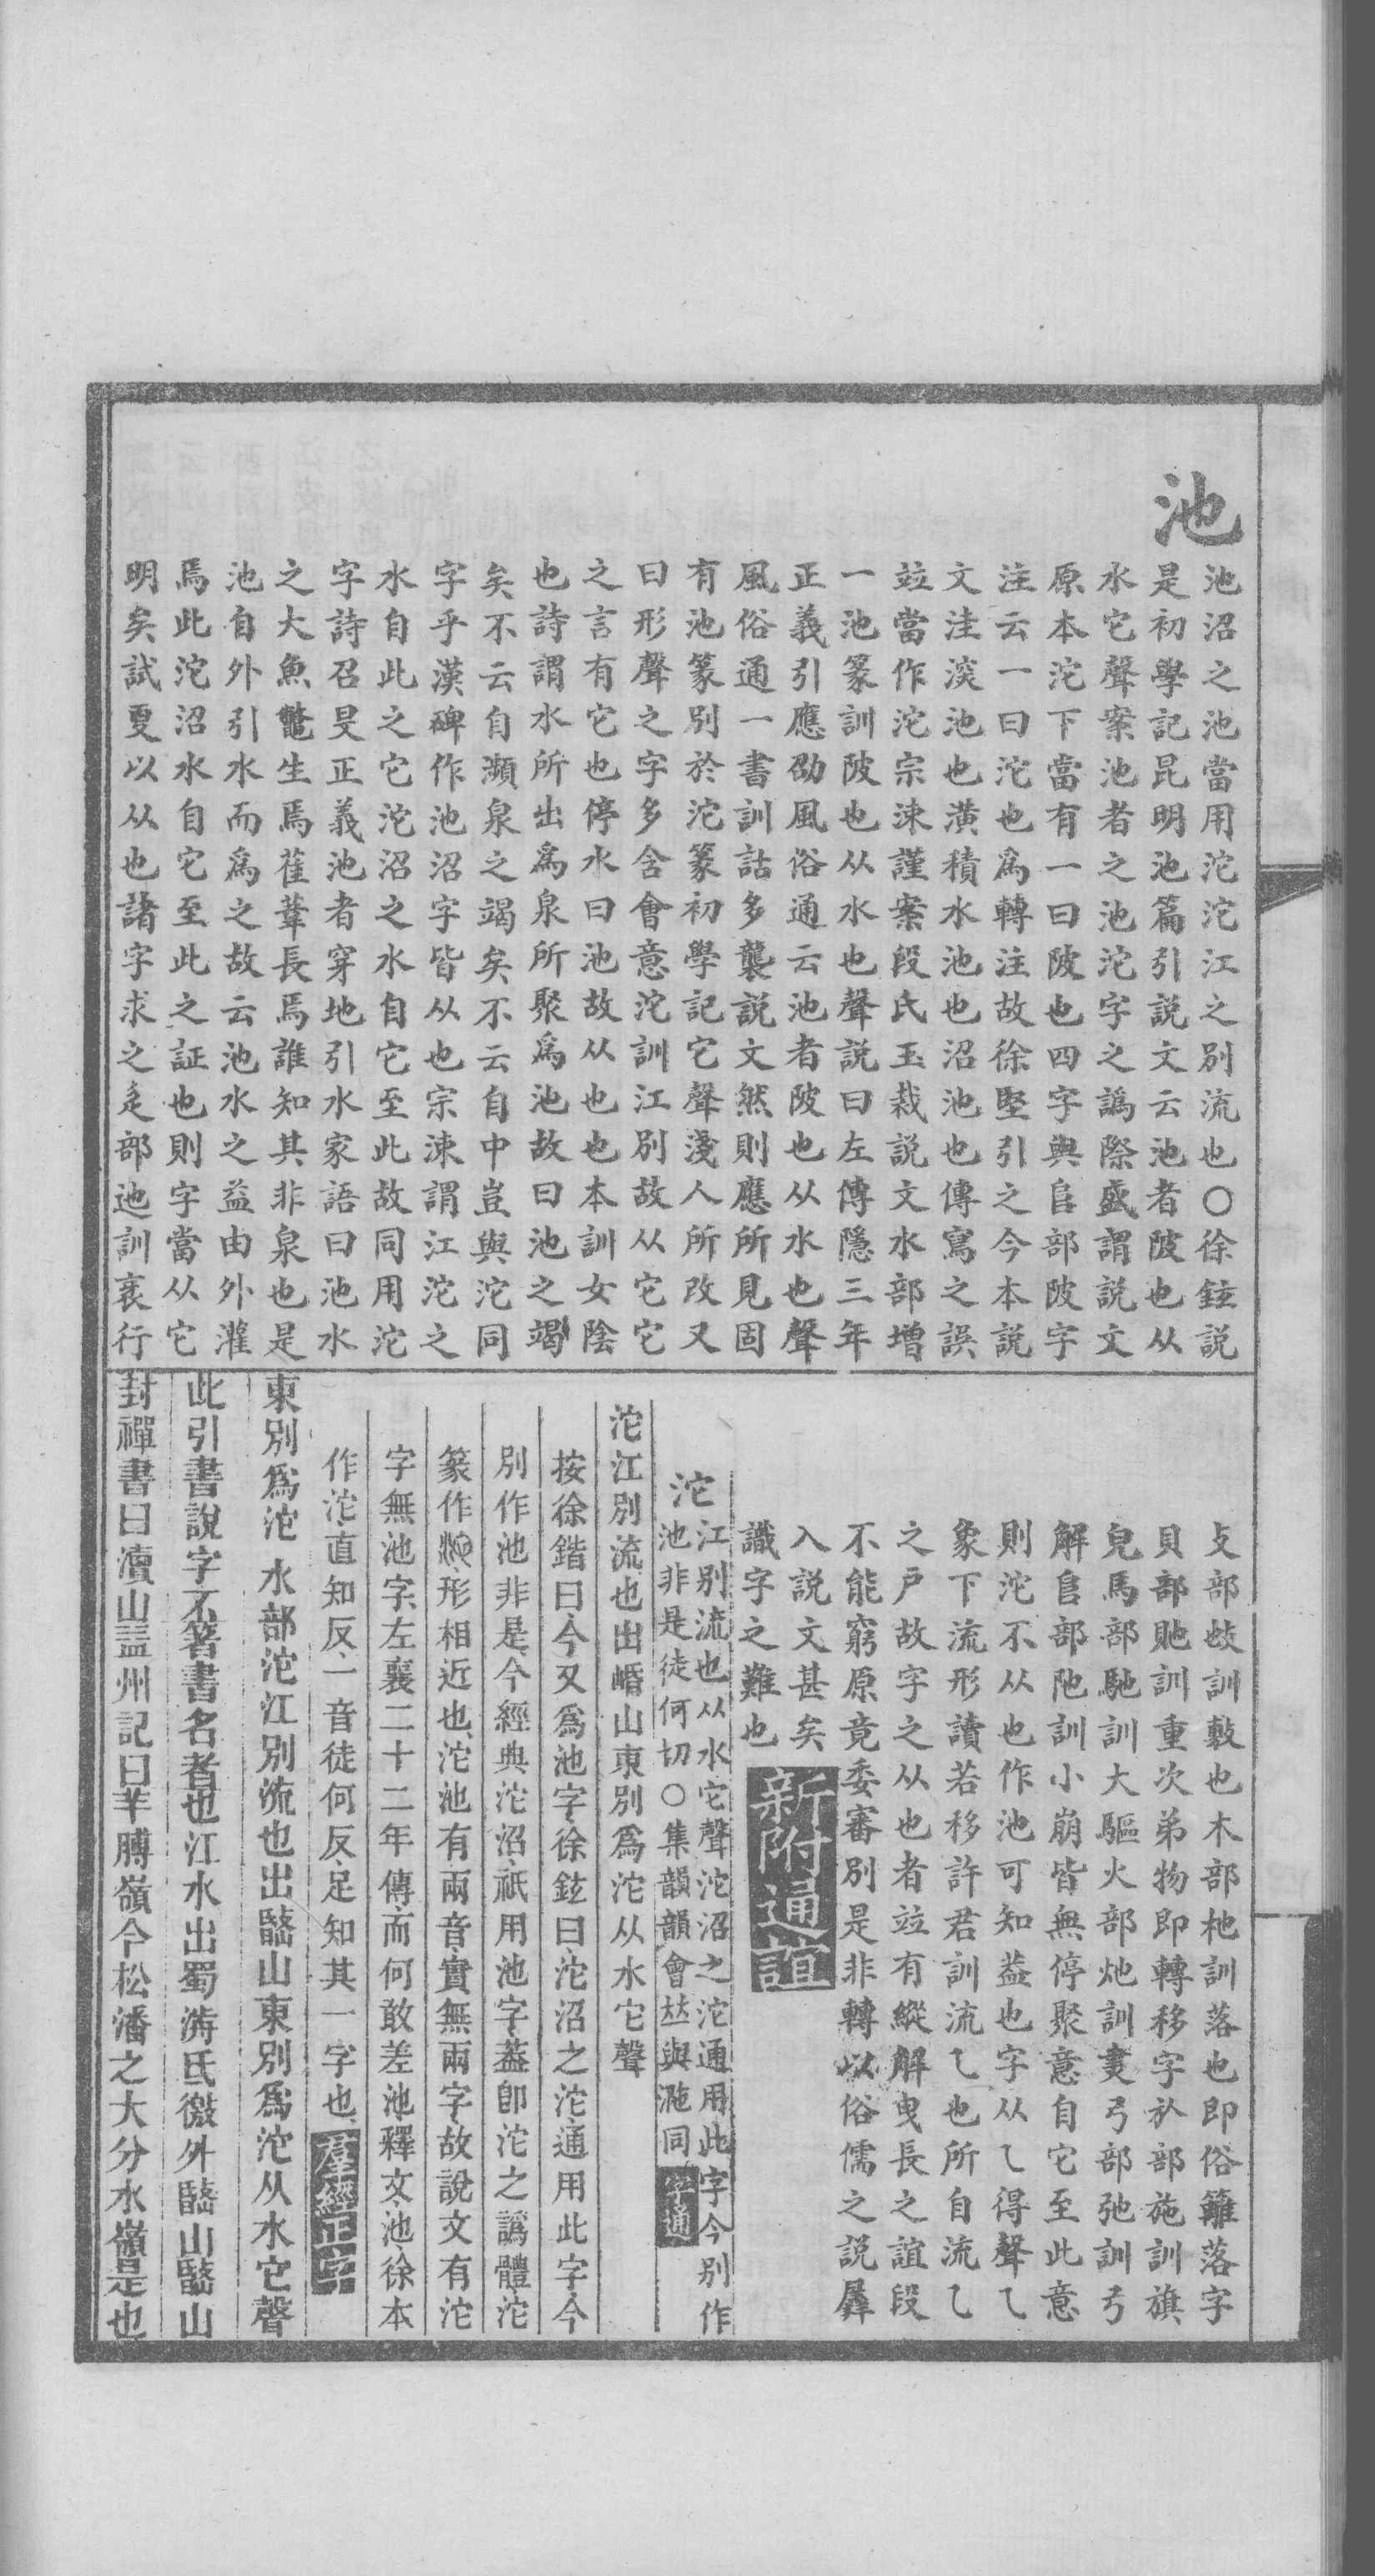 池
池沼之池當用沱沱江之別流也○徐鉉説
是初學記昆明池篇引説文云池者陂也从
水它聲案池者之池沱字之譌際盛謂説文
原本沱下當有一曰陂也四字與𨸏部陂字
注云一曰沱也爲轉注故徐堅引之今本説
文洼淡池也潢積水池也沼池也傳寫之誤
竝當作沱宗涑謹案段氏玉裁説文水部增
一池篆訓陂也从水也聲説曰左傳隱三年
正義引應劭風俗通云池者陂也从水也聲
風俗通一書訓詁多襲説文然則應所見固
有池篆別於沱篆初學記它聲淺人所改又
曰形聲之字多含會意沱訓江別故从它它
之言有它也停水曰池故从也也本訓女陰
也詩謂水所出爲泉所聚爲池故曰池之竭
矣不云自瀕泉之竭矣不云自中豈與沱同
字乎漢碑作池沼字皆从也宗涑謂江沱之
水自此之它沱沼之水自它至此故同用沱
字詩召旻正義池者穿地引水家語曰池水
之大魚鼈生焉萑葦長焉誰知其非泉也是
池自外引水而爲之故云池水之益由外灌
焉此沱沼水自它至此之証也則字當从它
明矣試更以从也諸字求之辵部迆訓衺行
攴部𢻱訓敷也木部杝訓落也即俗籬落字
貝部貤訓重次弟物即轉移字㫃部施訓旗
皃馬部馳訓大驅火部灺訓㶳弓部弛訓弓
解𨸏部阤訓小崩皆無停聚意自它至此意
則沱不从也作池可知益也字从乁得聲乁
象下流形讀若移許君訓流乁也所自流乁
之戶故字之从也者竝有縱解曳長之誼段
不能窮原竟委審別是非轉以俗儒之説羼
入説文甚矣
識字之難也
新附通誼
沱
江別流也从水它聲沱沼之沱通用此字今別作
池非是徒何切○集韻韻會𠀤與滮同
字通
沱江別流也出㟭山東別爲沱从水它聲
按徐鍇曰今又爲池字徐鉉曰沱沼之沱通用此字今
別作池非是今經典沱沼祇用池字葢卽沱之譌體沱
篆作形相近也沱池有兩音實無兩字故說文有沱
字無池字左襄二十二年傳而何敢差池釋文池徐本
作沱直知反一音徒何反足知其一字也
羣經正字
東別爲沱 水部沱江別流也出㟭山東別爲沱从水它聲
此引書說字不箸書名者也江水出蜀湔氐徼外㟭山㟭山
封禪書曰瀆山益州記曰羊膊嶺今松潘之大分水嶺是也